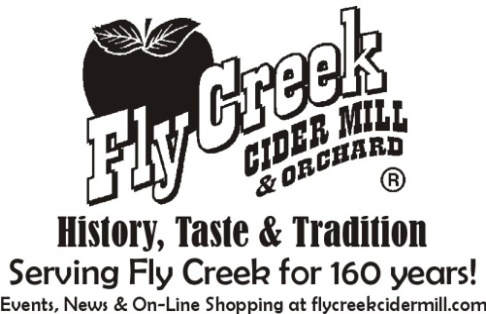 Fly Creek
CIDER MILL
& ORCHARD
®
History, Taste & Tradition
Serving Fly Creek for 160 years!
Events, News & On-Line Shopping at flycreekcidermill.com